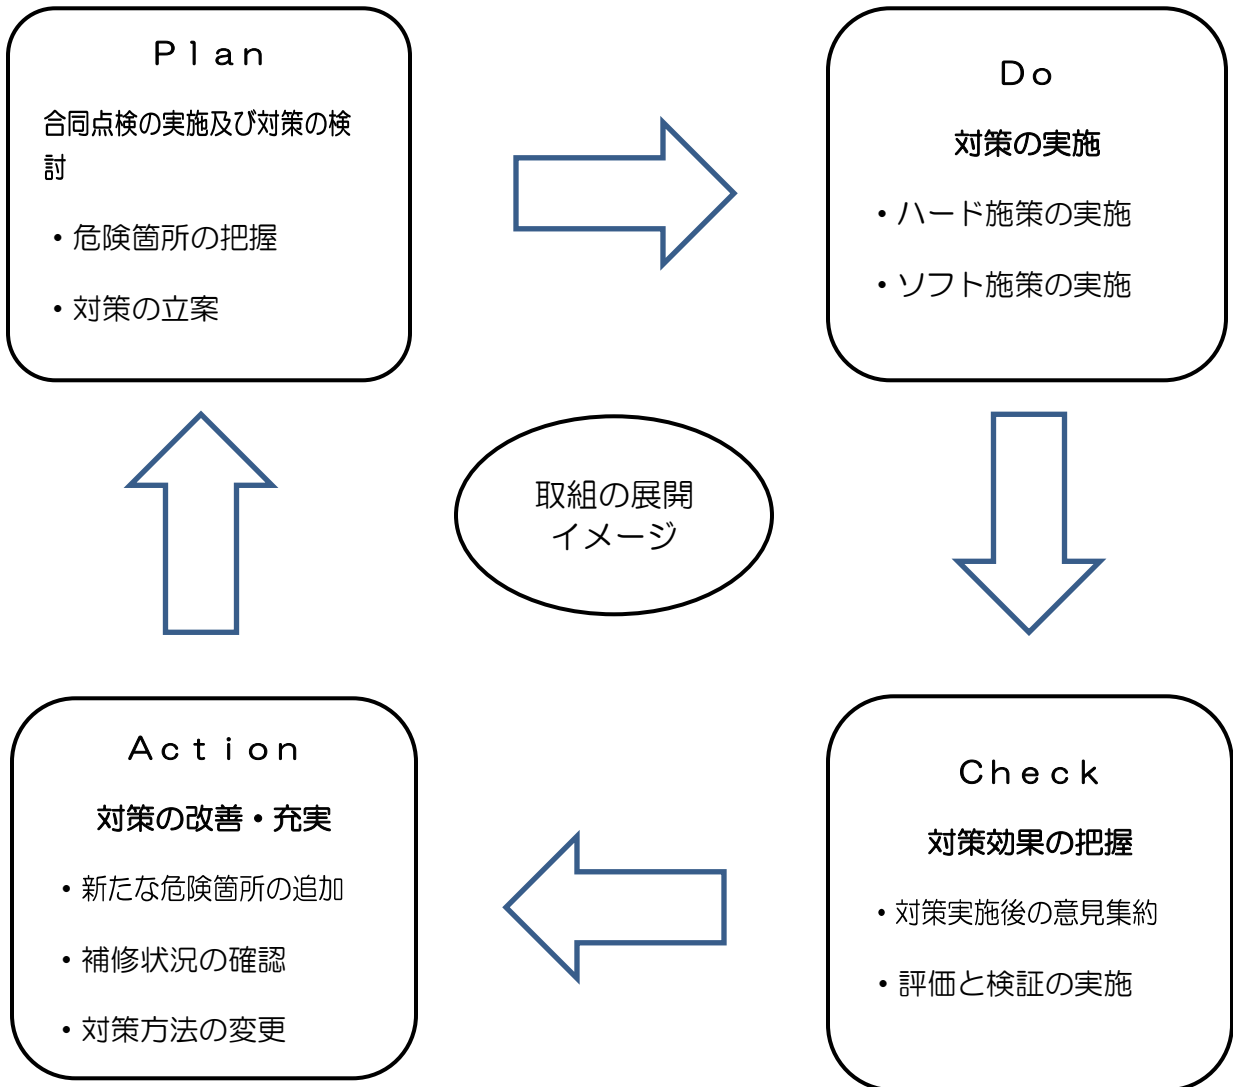 Ｐｌａｎ
合同点検の実施及び対策の検
討
・危険箇所の把握
・対策の立案
Ｄｏ
対策の実施
・ハード施策の実施
・ソフト施策の実施
取組の展開
イメージ
Ａｃｔｉｏｎ
対策の改善・充実
・新たな危険箇所の追加
・補修状況の確認
・対策方法の変更
Ｃｈｅｃｋ
対策効果の把握
・対策実施後の意見集約
・評価と検証の実施